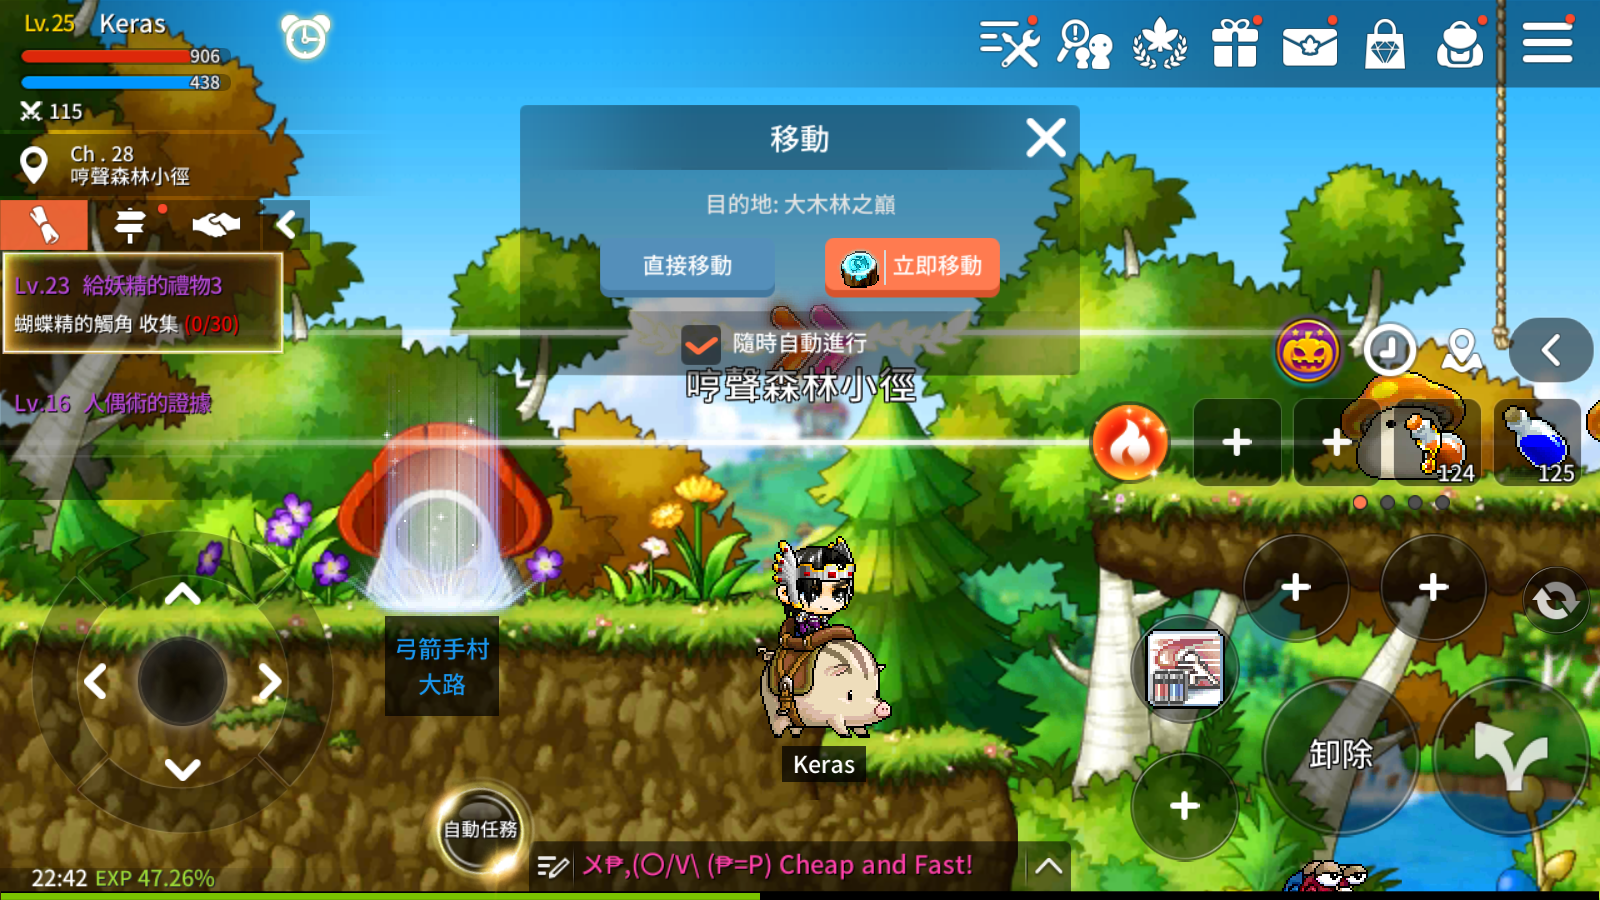 Lv.25 Keras
906
438
115
Ch . 28
哼聲森林小徑
Lv.23 給妖精的禮物3
蝴蝶精的觸角 收集 (0/30)
Lv.16 人偶術的證據
移動
目的地: 大木林之巔
直接移動
立即移動
隨時自動進行
哼聲森林小徑
124
125
弓箭手村
大路
Keras
卸除
自動任務
22:42 EXP 47.26%
乄₱,(〇/V\ (₱=P) Cheap and Fast!